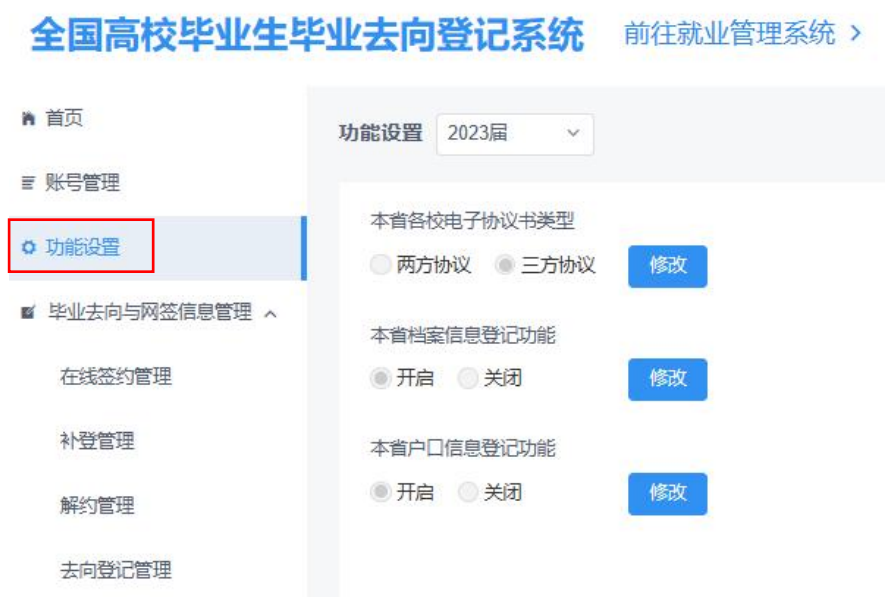 全国高校毕业生毕业去向登记系统 前往就业管理系统 >
首页
账号管理
功能设置
毕业去向与网签信息管理
在线签约管理
补登管理
解约管理
去向登记管理
功能设置 2023届
本省各校电子协议书类型
两方协议 三方协议 修改
本省档案信息登记功能
开启 关闭 修改
本省户口信息登记功能
开启 关闭 修改